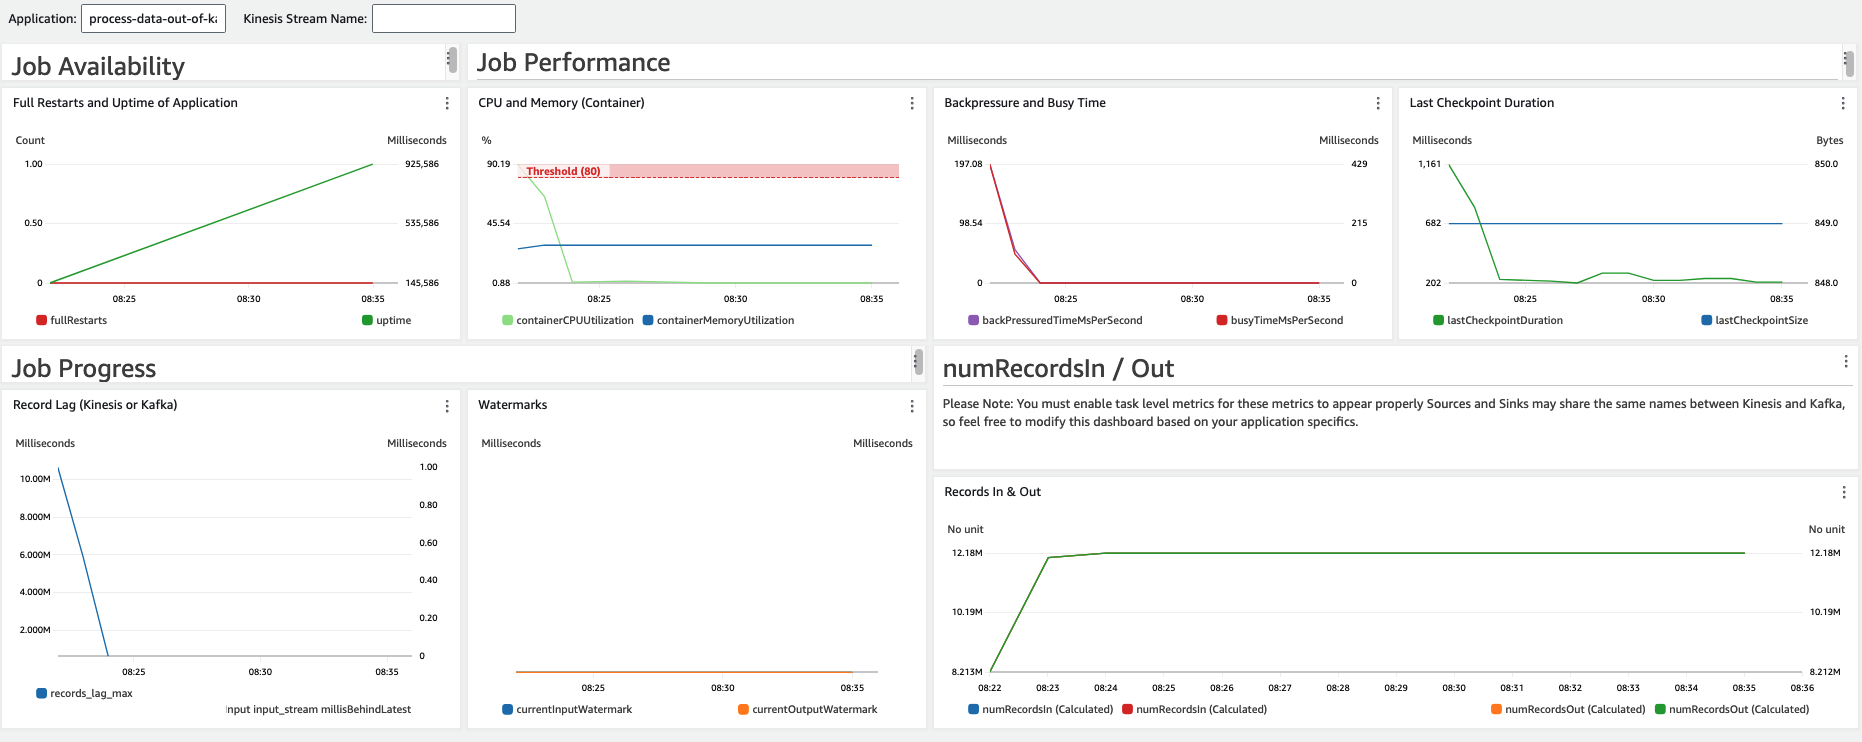 Application: process-data-out-of-ka Kinesis Stream Name:
Job Availability
Job Performance
Full Restarts and Uptime of Application
Count Milliseconds
1.00 925,586
0.50 535,586
0 145,586
08:25 08:30 08:35
fullRestarts uptime
CPU and Memory (Container)
%
90.19
Threshold (80)
45.54
0.88
08:25 08:30 08:35
containerCPUUtilization containerMemoryUtilization
Backpressure and Busy Time
Milliseconds Milliseconds
197.08 429
98.54 215
0 0
08:25 08:30 08:35
backPressuredTimeMsPerSecond busyTimeMsPerSecond
Last Checkpoint Duration
Milliseconds Bytes
1,161 850.0
682 849.0
202 848.0
08:25 08:30 08:35
lastCheckpointDuration lastCheckpointSize
Job Progress
Record Lag (Kinesis or Kafka)
Milliseconds Milliseconds
1.00
10.00M
0.80
8.000M
0.60
6.000M
0.40
4.000M
0.20
2.000M
0
08:25 08:30 08:35
records_lag_max
input input_stream millisBehindLatest
Watermarks
Milliseconds Milliseconds
08:25 08:30 08:35
currentInputWatermark currentOutputWatermark
numRecordsIn / Out
Please Note: You must enable task level metrics for these metrics to appear properly Sources and Sinks may share the same names between Kinesis and Kafka,
so feel free to modify this dashboard based on your application specifics.
Records In & Out
No unit No unit
12.18M 12.18M
10.19M 10.19M
8.213M 8.212M
08:22 08:23 08:24 08:25 08:26 08:27 08:28 08:29 08:30 08:31 08:32 08:33 08:34 08:35 08:36
numRecordsIn (Calculated) numRecordsIn (Calculated) numRecordsOut (Calculated) numRecordsOut (Calculated)